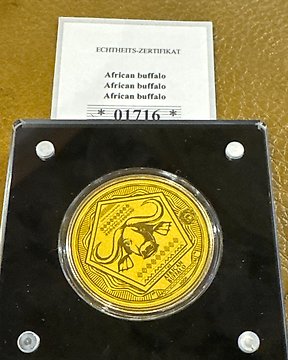 ECHTHEITS-ZERTIFIKAT
African buffalo
African buffalo
African buffalo
* 01716 *